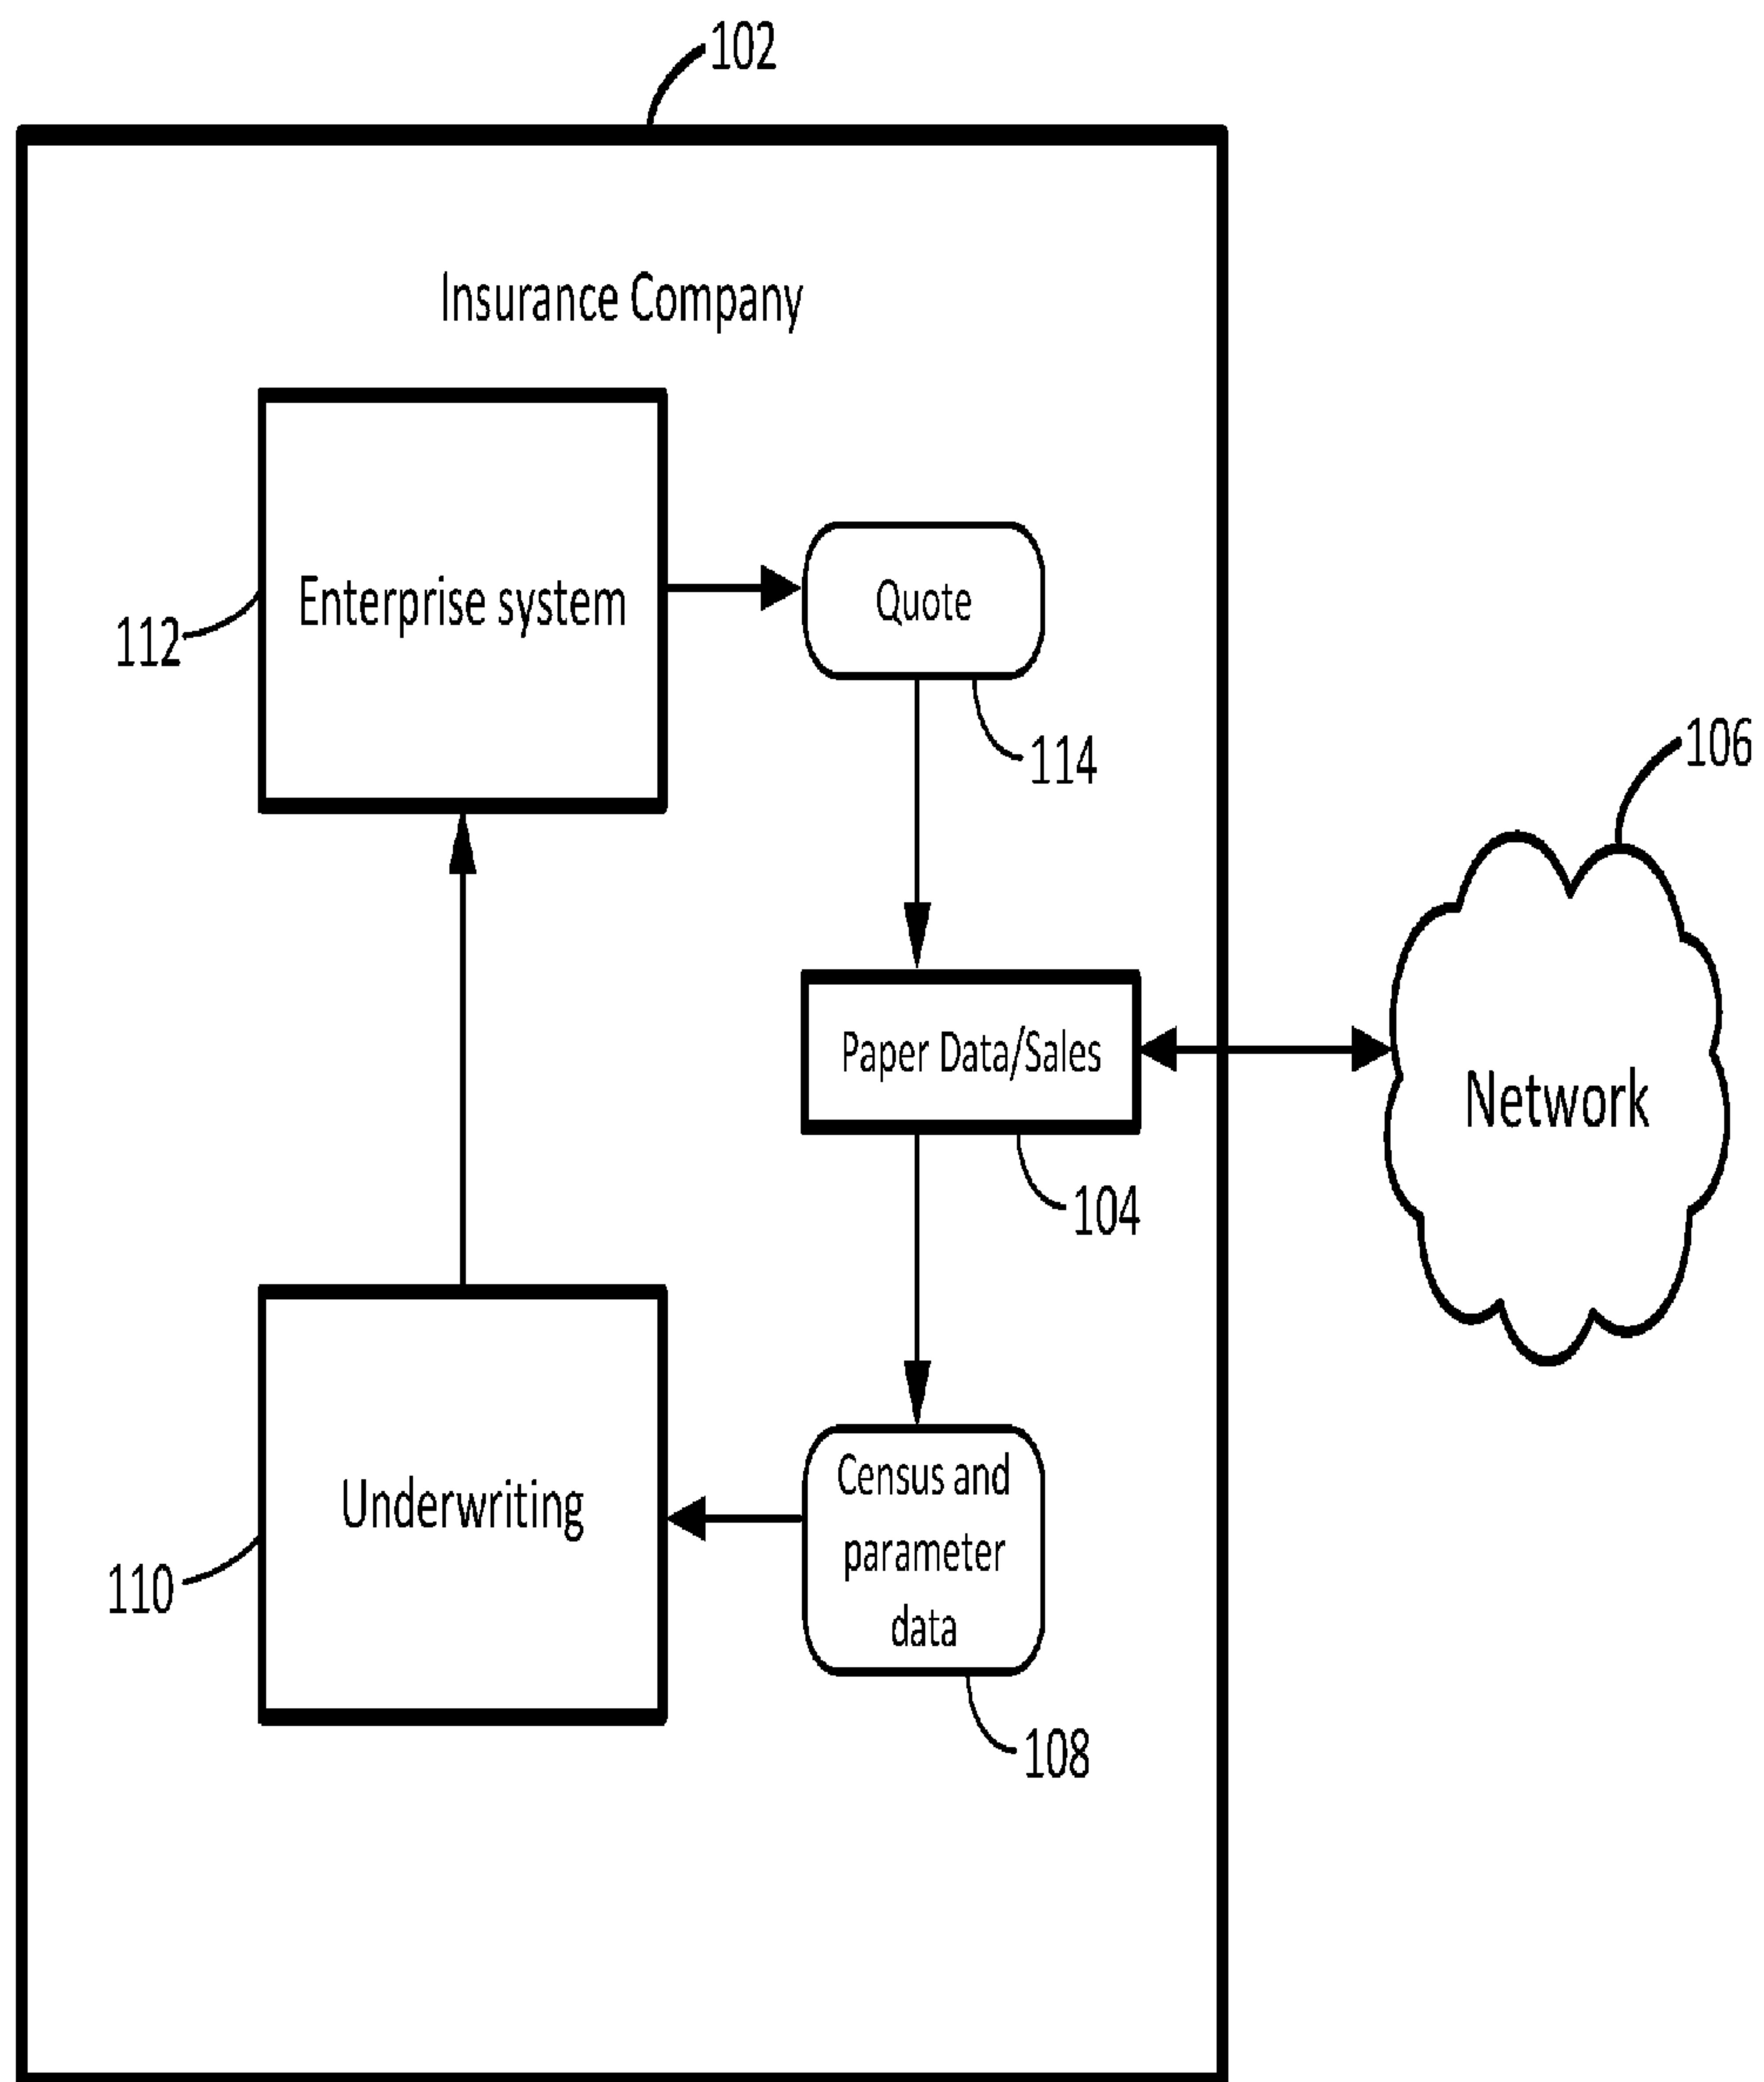 102
Insurance Company
Enterprise system
Quote
112
114
106
Paper Data/Sales
Network
104
Census and
parameter
data
Underwriting
110
108